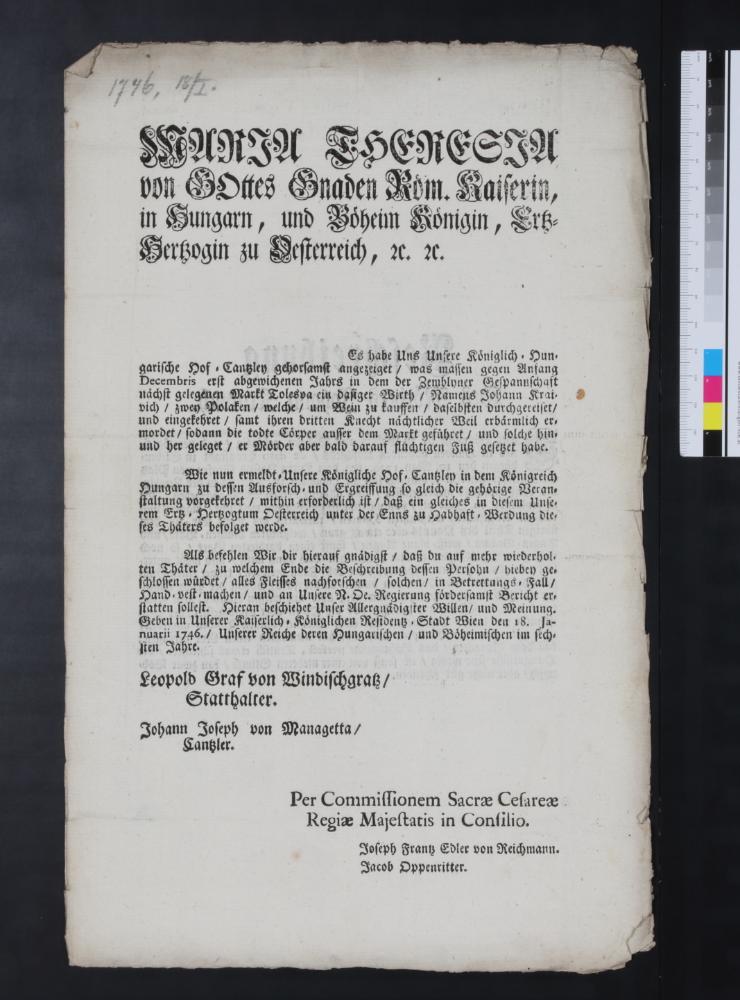 1746, 18/I.
MARIA THERESIA
von GOttes Gnaden Röm. Kaiserin,
in Hungarn, und Böheim Königin, Ertz-
Hertzogin zu Oesterreich, ꝛc. ꝛc.
Es habe Uns Unsere Königlich-Hun-
garische Hof-Cantzley gehorsamst angezeiget / was massen gegen Anfang
Decembris erst abgewichenen Jahrs in dem der Zemblyner Gespannschaft
nächst gelegenen Markt Tolesva ein dasiger Wirth / Namens Johann Krai-
vich / zwey Polaken / welche / um Wein zu kauffen / daselbsten durchgereiset /
und eingekehret / samt ihren dritten Knecht nächtlicher Weil erbärmlich er-
mordet / sodann die todte Cörper ausser dem Markt geführet / und solche hin-
und her geleget / er Mörder aber bald darauf flüchtigen Fuß gesetzet habe.
Wie nun ermeldt-Unsere Königliche Hof-Cantzley in dem Königreich
Hungarn zu dessen Ausforsch- und Ergreiffung so gleich die gehörige Veran-
staltung vorgekehret / mithin erforderlich ist / daß ein gleiches in diesem Unse-
rem Ertz-Hertzogtum Oesterreich unter der Enns zu Habhaft-Werdung die-
ses Thäters befolget werde.
Als befehlen Wir dir hierauf gnädigst / daß du auf mehr wiederhol-
ten Thäter / zu welchem Ende die Beschreibung dessen Persohn / hiebey ge-
schlossen würdet / alles Fleisses nachforschen / solchen / in Betrettungs-Fall /
Hand-vest-machen / und an Unsere N. Oe. Regierung fördersamst Bericht er-
statten sollest. Hieran beschiehet Unser Allergnädigster Willen / und Meinung.
Geben in Unserer Kaiserlich-Königlichen Residentz-Stadt Wien den 18. Ja-
nuarii 1746. / Unserer Reiche deren Hungarischen / und Böheimischen im sech-
sten Jahre.
Leopold Graf von Windischgratz /
Statthalter.
Johann Joseph von Managetta /
Cantzler.
Per Commissionem Sacræ Cesareæ
Regiæ Majestatis in Consilio.
Joseph Frantz Edler von Reichmann.
Jacob Oppenritter.